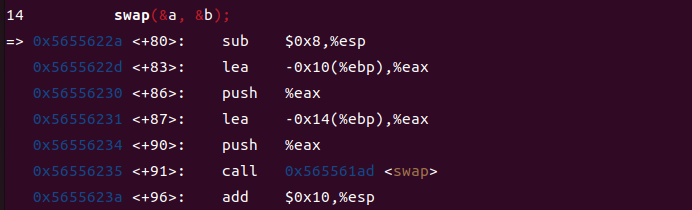 14 swap(&a, &b);
=> 0x5655622a <+80>: sub $0x8,%esp
0x5655622d <+83>: lea -0x10(%ebp),%eax
0x56556230 <+86>: push %eax
0x56556231 <+87>: lea -0x14(%ebp),%eax
0x56556234 <+90>: push %eax
0x56556235 <+91>: call 0x565561ad <swap>
0x5655623a <+96>: add $0x10,%esp